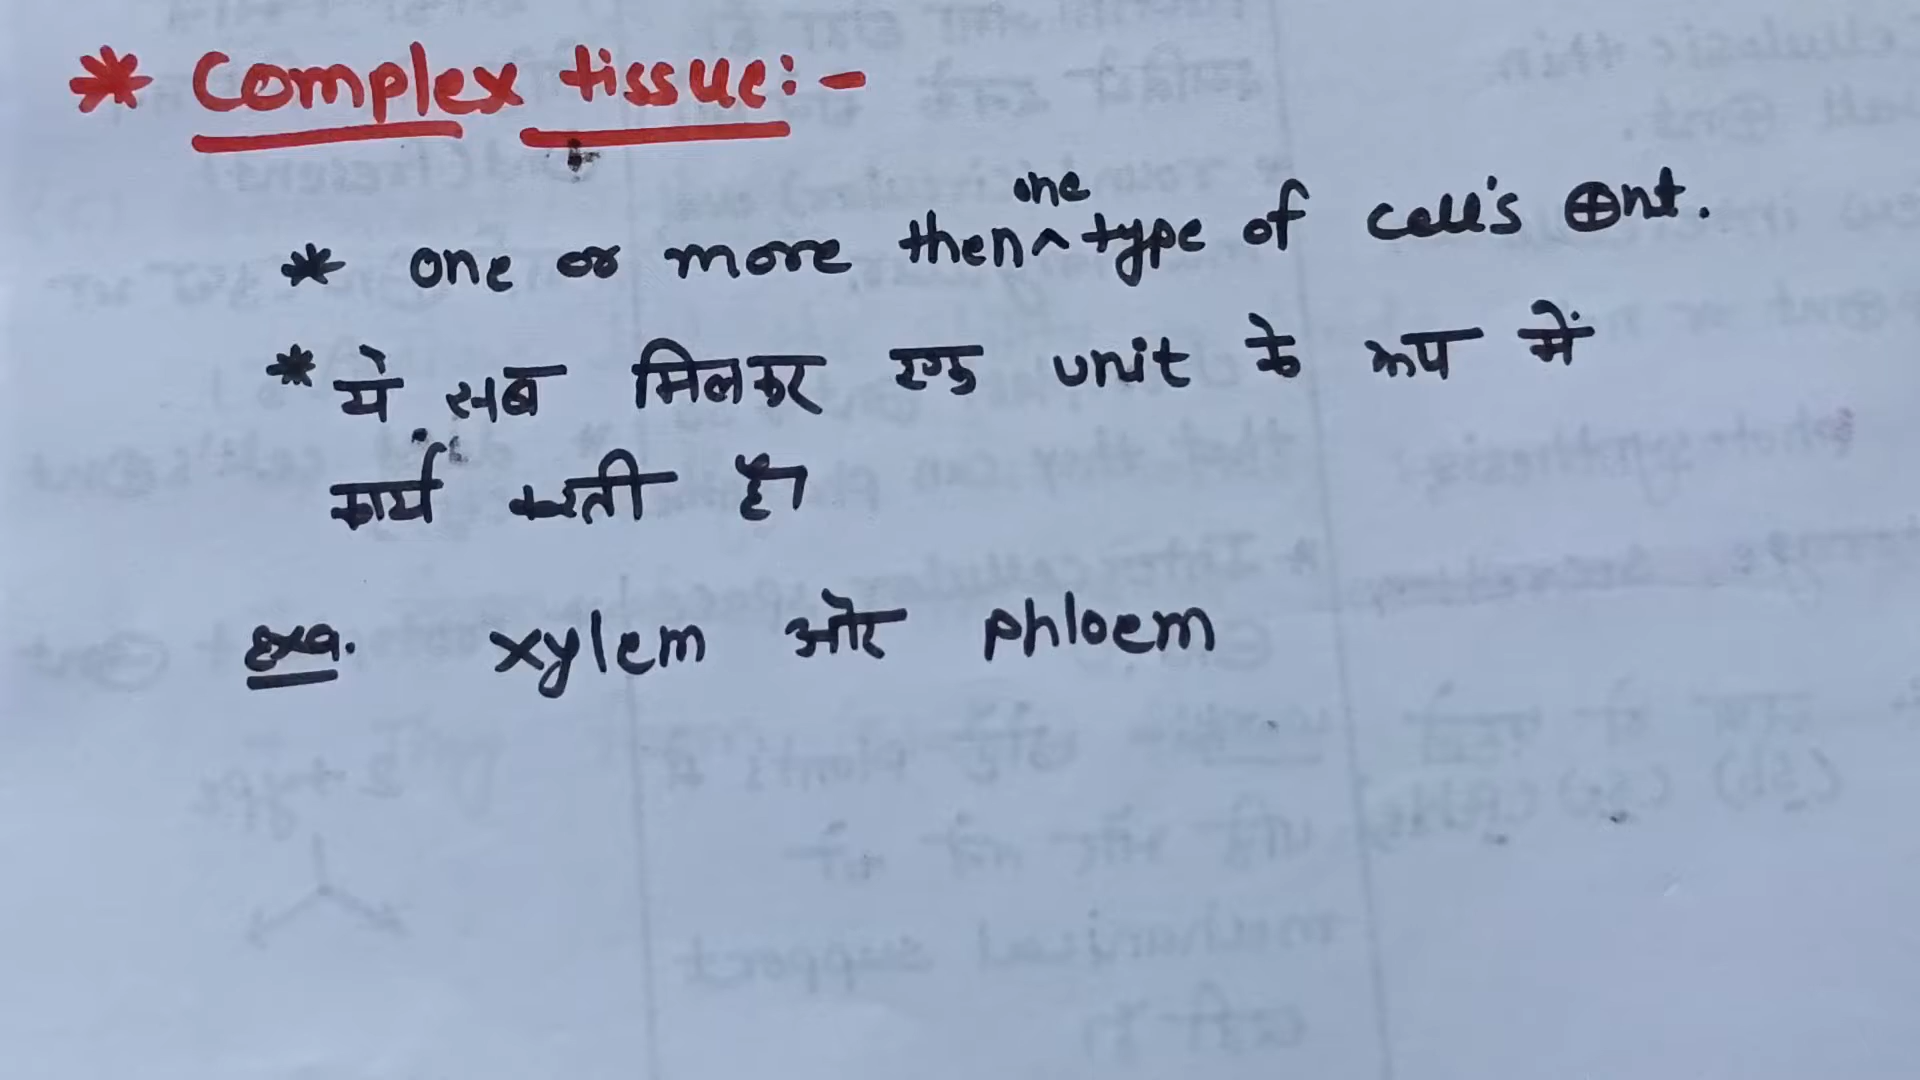 * Complex tissue:-
* one or more then ^ one type of cell's ⊕nt.
* ये सब मिलकर एक unit के रूप में
कार्य करती है।
exa. xylem और phloem